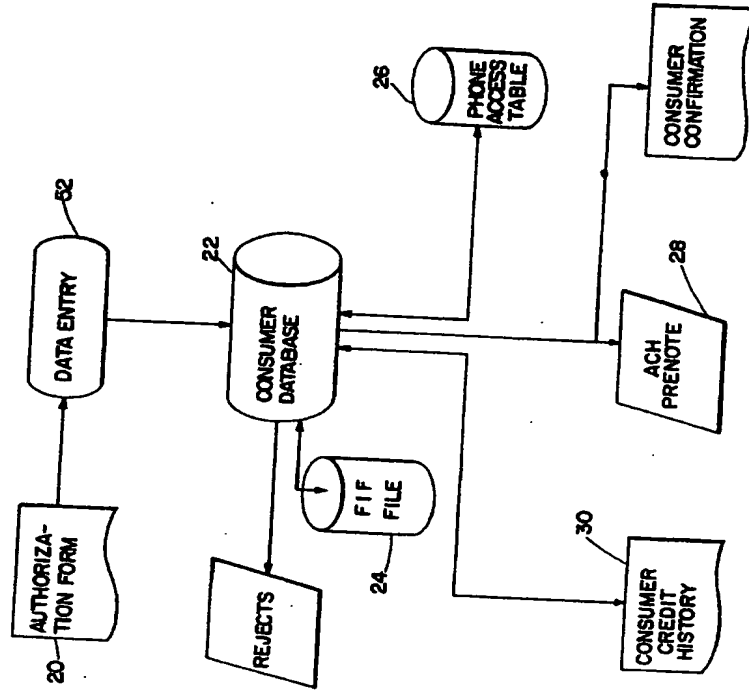 20
AUTHORIZA-
TION FORM
DATA ENTRY
52
REJECTS
CONSUMER
DATABASE
22
FIF
FILE
24
PHONE
ACCESS
TABLE
26
CONSUMER
CREDIT
HISTORY
30
ACH
PRENOTE
28
CONSUMER
CONFIRMATION